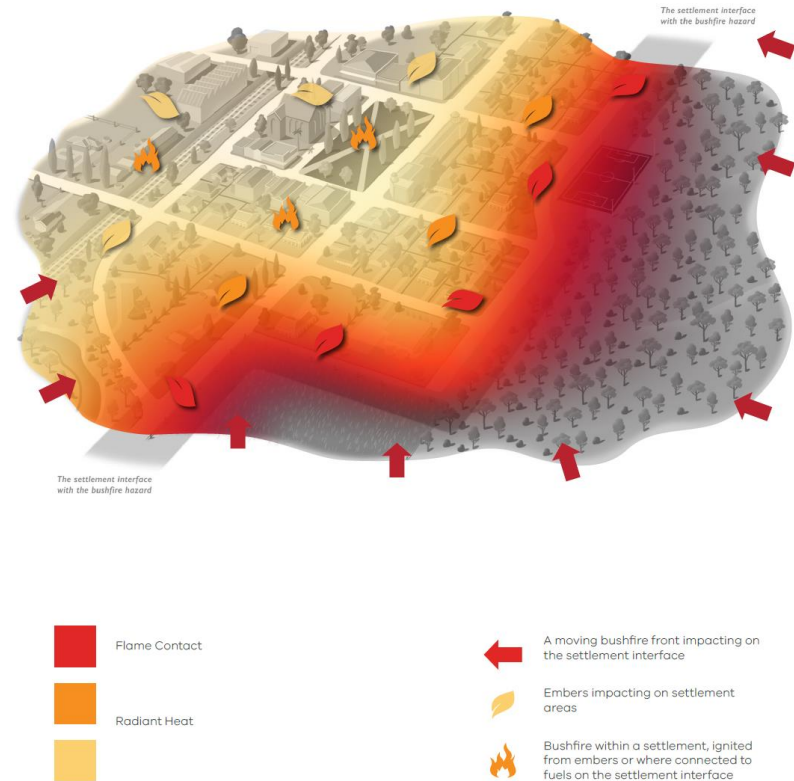 The settlement interface
with the bushfire hazard
The settlement interface
with the bushfire hazard
Flame Contact
Radiant Heat
A moving bushfire front impacting on
the settlement interface
Embers impacting on settlement
areas
Bushfire within a settlement, ignited
from embers or where connected to
fuels on the settlement interface